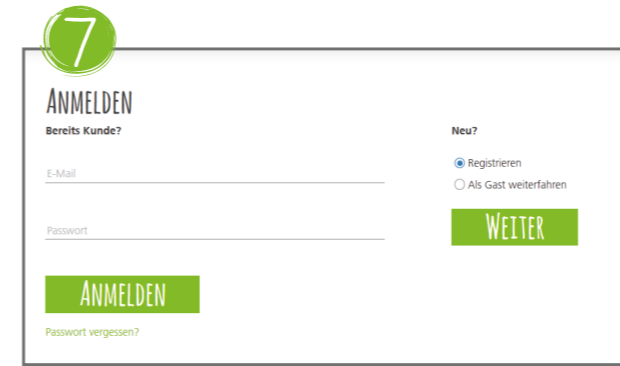 7
Anmelden
Bereits Kunde?
E-Mail
Passwort
Anmelden
Passwort vergessen?
Neu?
Registrieren
Als Gast weiterfahren
Weiter